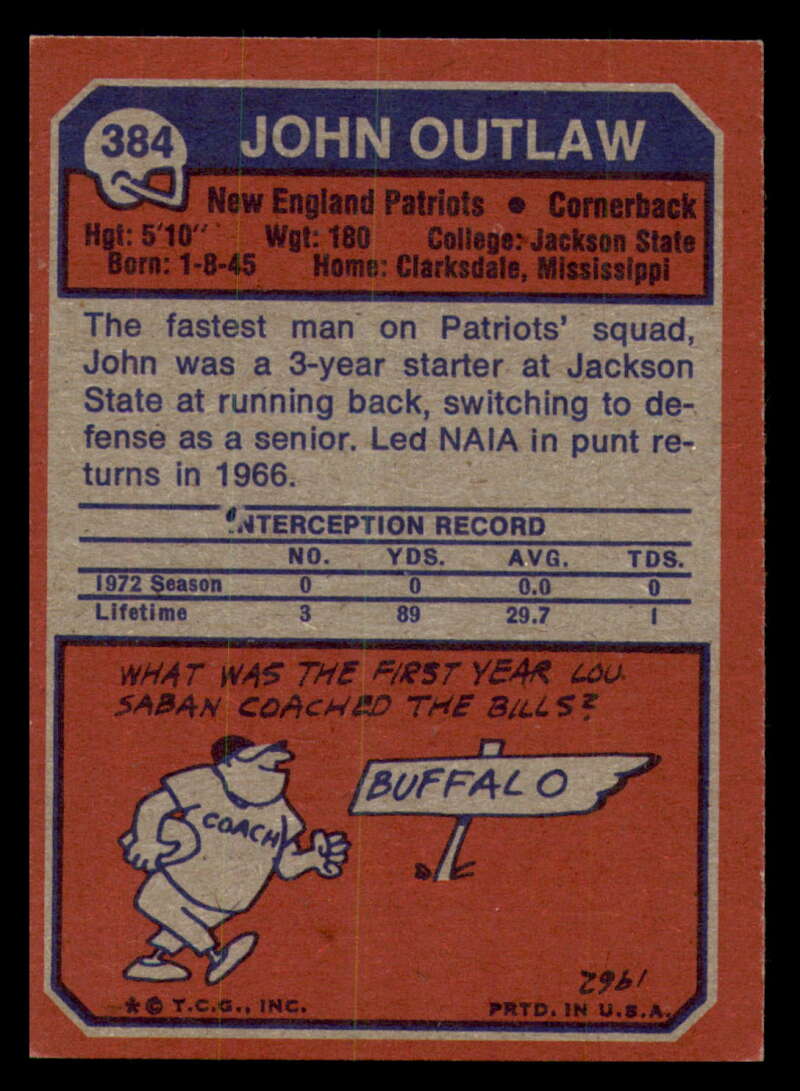 384
JOHN OUTLAW
New England Patriots • Cornerback
Hgt: 5'10" Wgt: 180 College: Jackson State
Born: 1-8-45 Home: Clarksdale, Mississippi
The fastest man on Patriots' squad,
John was a 3-year starter at Jackson
State at running back, switching to de-
fense as a senior. Led NAIA in punt re-
turns in 1966.
INTERCEPTION RECORD
NO. YDS. AVG. TDS.
1972 Season 0 0 0.0 0
Lifetime 3 89 29.7 1
WHAT WAS THE FIRST YEAR LOU
SABAN COACHED THE BILLS?
BUFFALO
COACH
1962
* © T.C.G., INC. PRTD. IN U.S.A.